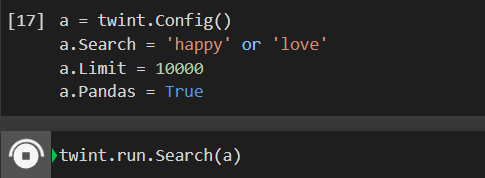 [17] a = twint.Config()
a.Search = 'happy' or 'love'
a.Limit = 10000
a.Pandas = True
twint.run.Search(a)